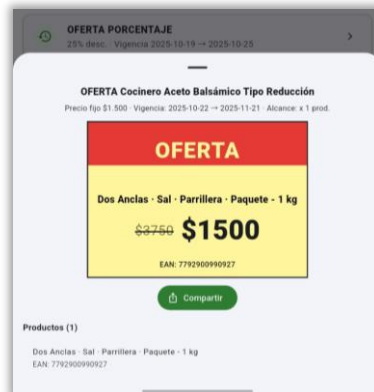 OFERTA PORCENTAJE
25% desc. · Vigencia 2025-10-19 → 2025-10-25
OFERTA Cocinero Aceto Balsámico Tipo Reducción
Precio fijo $1.500 · Vigencia: 2025-10-22 → 2025-11-21 · Alcance: x 1 prod.
OFERTA
Dos Anclas · Sal · Parrillera · Paquete - 1 kg
$3750 $1500
EAN: 7792900990927
Compartir
Productos (1)
Dos Anclas · Sal · Parrillera · Paquete - 1 kg
EAN: 7792900990927